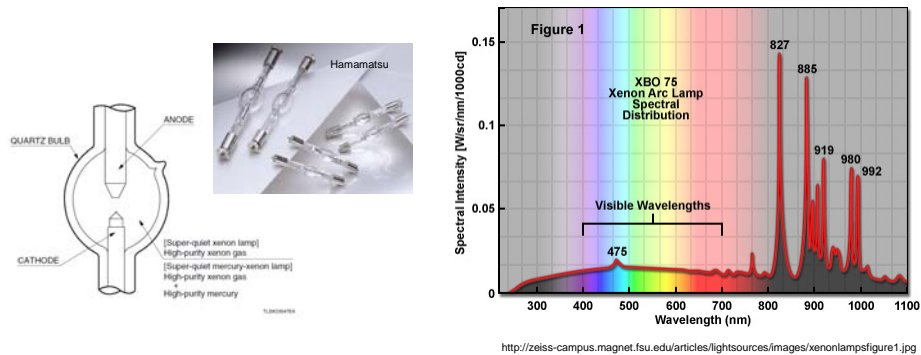 Hamamatsu
ANODE
QUARTZ BULB
CATHODE
[Super-quiet xenon lamp]
High-purity xenon gas
[Super-quiet mercury-xenon lamp]
High-purity xenon gas
+
High-purity mercury
Figure 1
XBO 75
Xenon Arc Lamp
Spectral
Distribution
Visible Wavelengths
475
827
885
919
980
992
Spectral Intensity [W/sr/nm/1000cd]
0.15
0.1
0.05
0
300 400 500 600 700 800 900 1000 1100
Wavelength (nm)
http://zeiss-campus.magnet.fsu.edu/articles/lightsources/images/xenonlampsfigure1.jpg